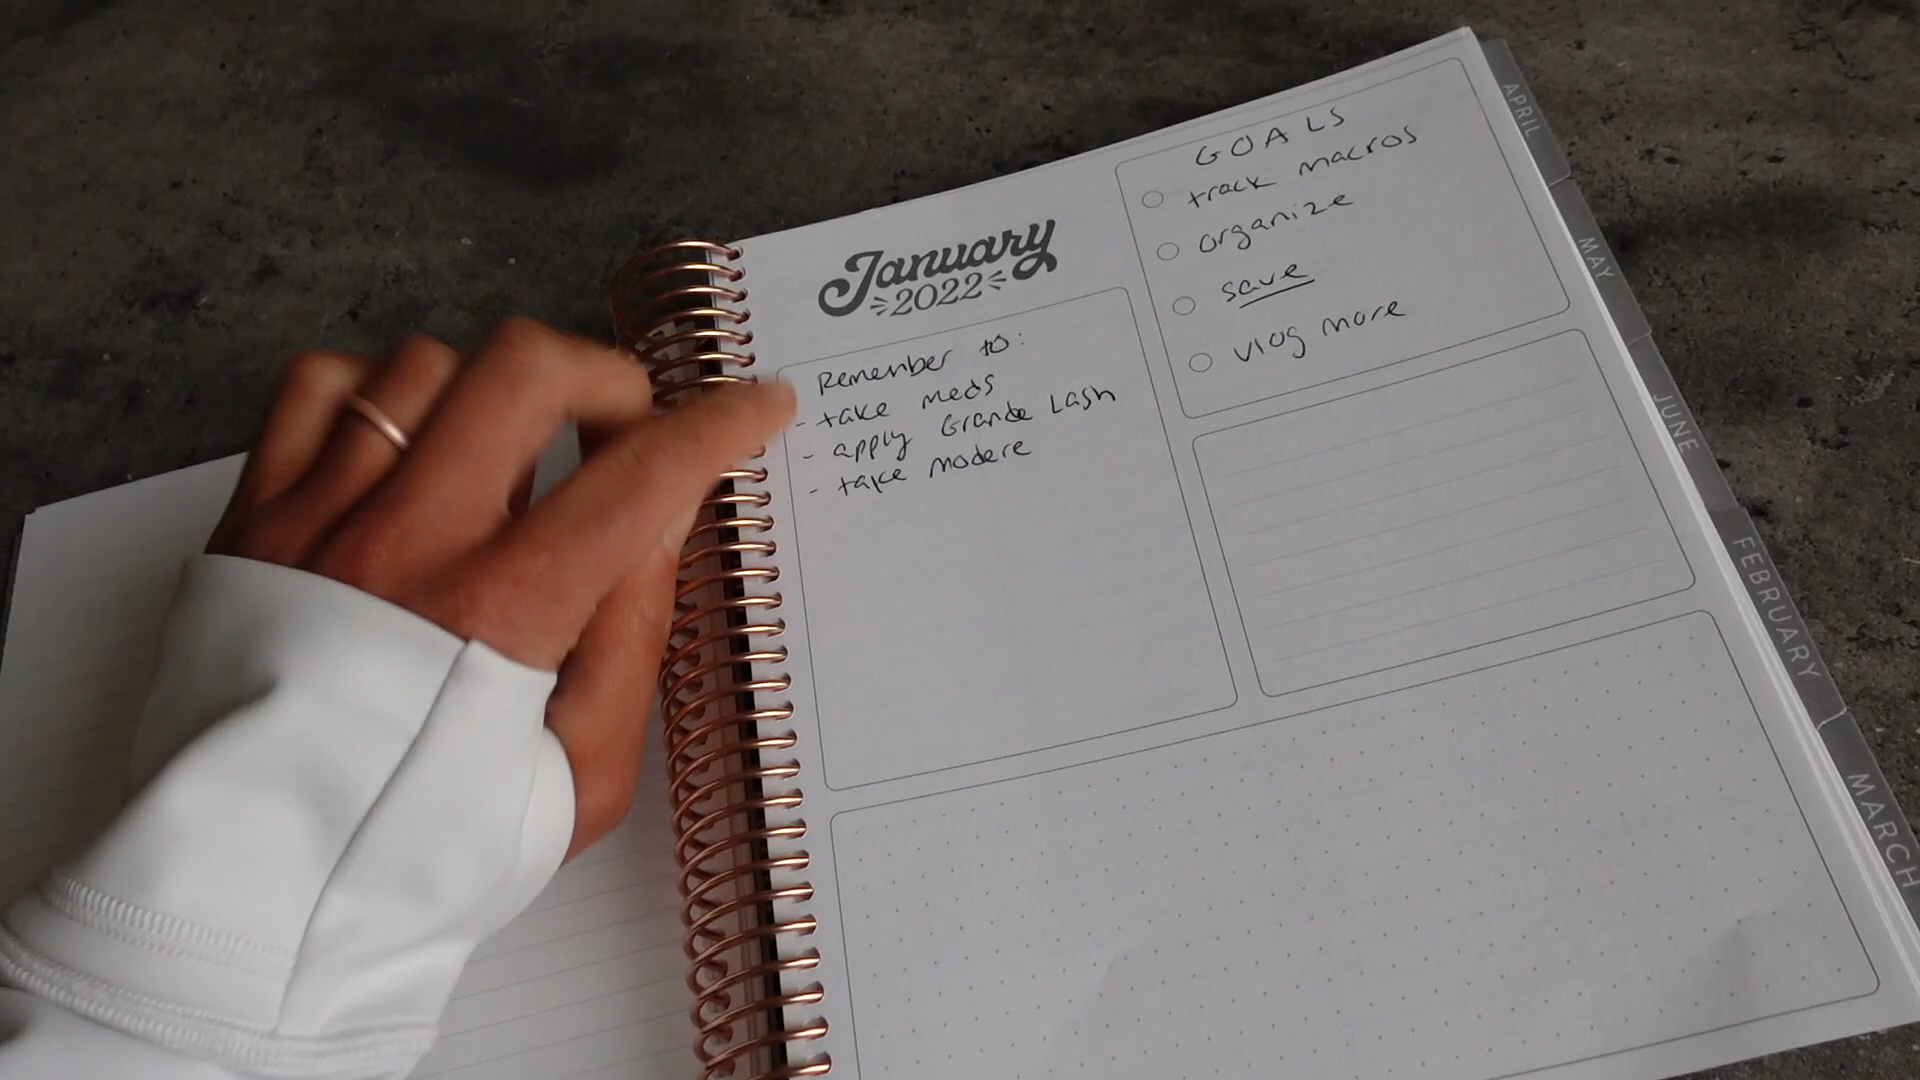 January
2022
Remember to:
- take meds
- apply Grande Lash
- take modere
GOALS
track macros
organize
save
vlog more
APRIL
MAY
JUNE
FEBRUARY
MARCH